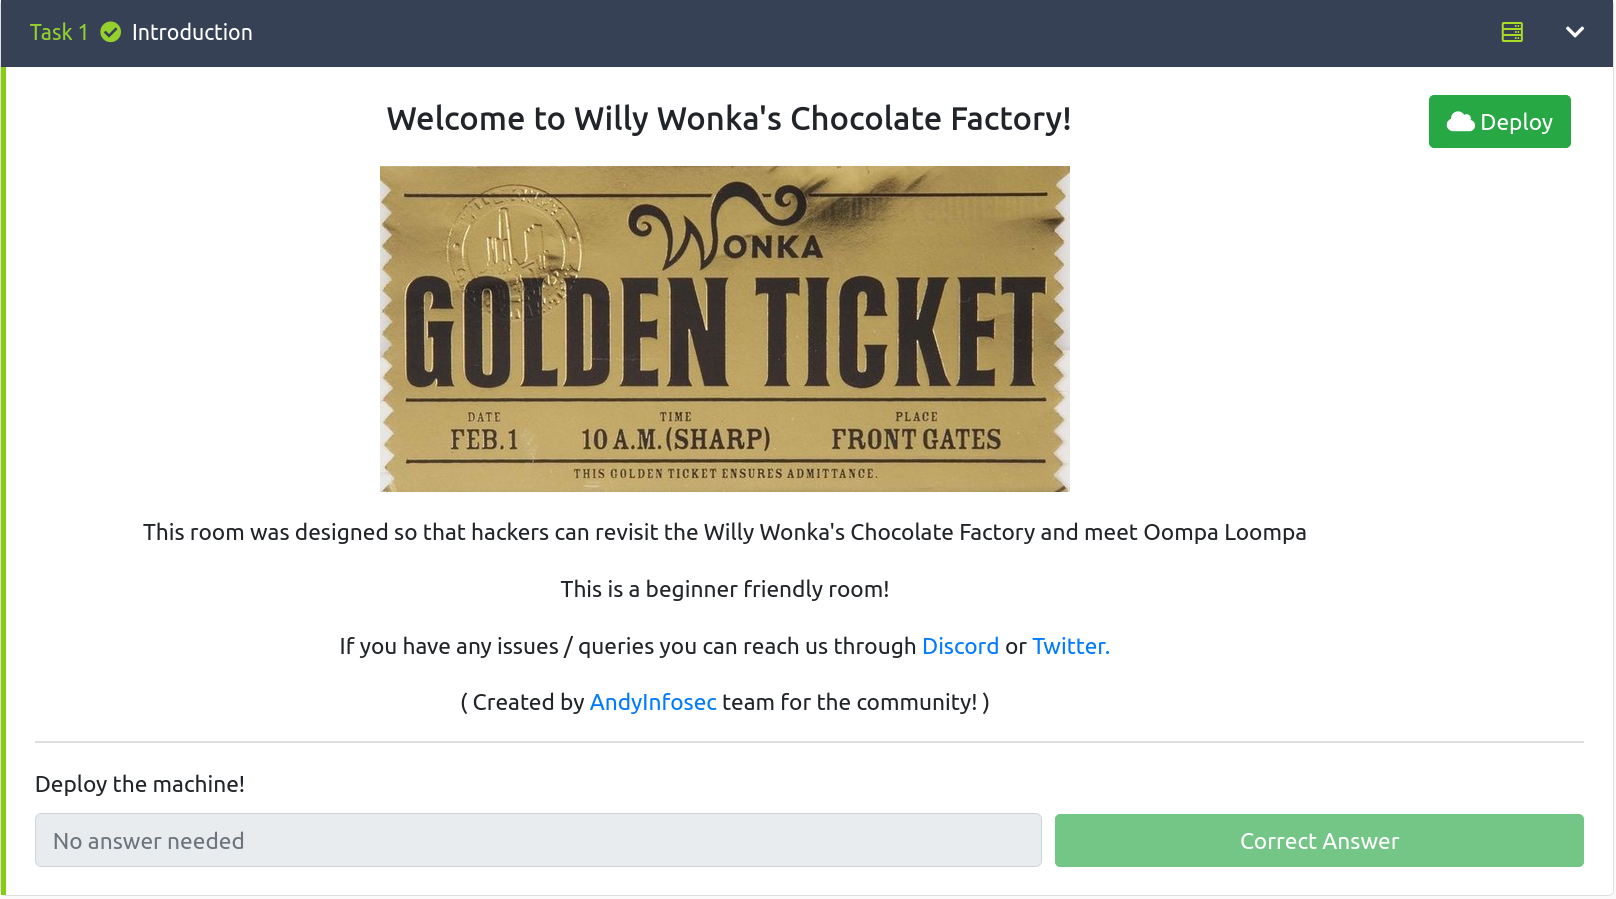 Task 1 Introduction
Welcome to Willy Wonka's Chocolate Factory!
Deploy
WONKA
GOLDEN TICKET
DATE TIME PLACE
FEB.1 10 A.M.(SHARP) FRONT GATES
THIS GOLDEN TICKET ENSURES ADMITTANCE.
This room was designed so that hackers can revisit the Willy Wonka's Chocolate Factory and meet Oompa Loompa
This is a beginner friendly room!
If you have any issues / queries you can reach us through Discord or Twitter.
( Created by AndyInfosec team for the community! )
Deploy the machine!
No answer needed
Correct Answer